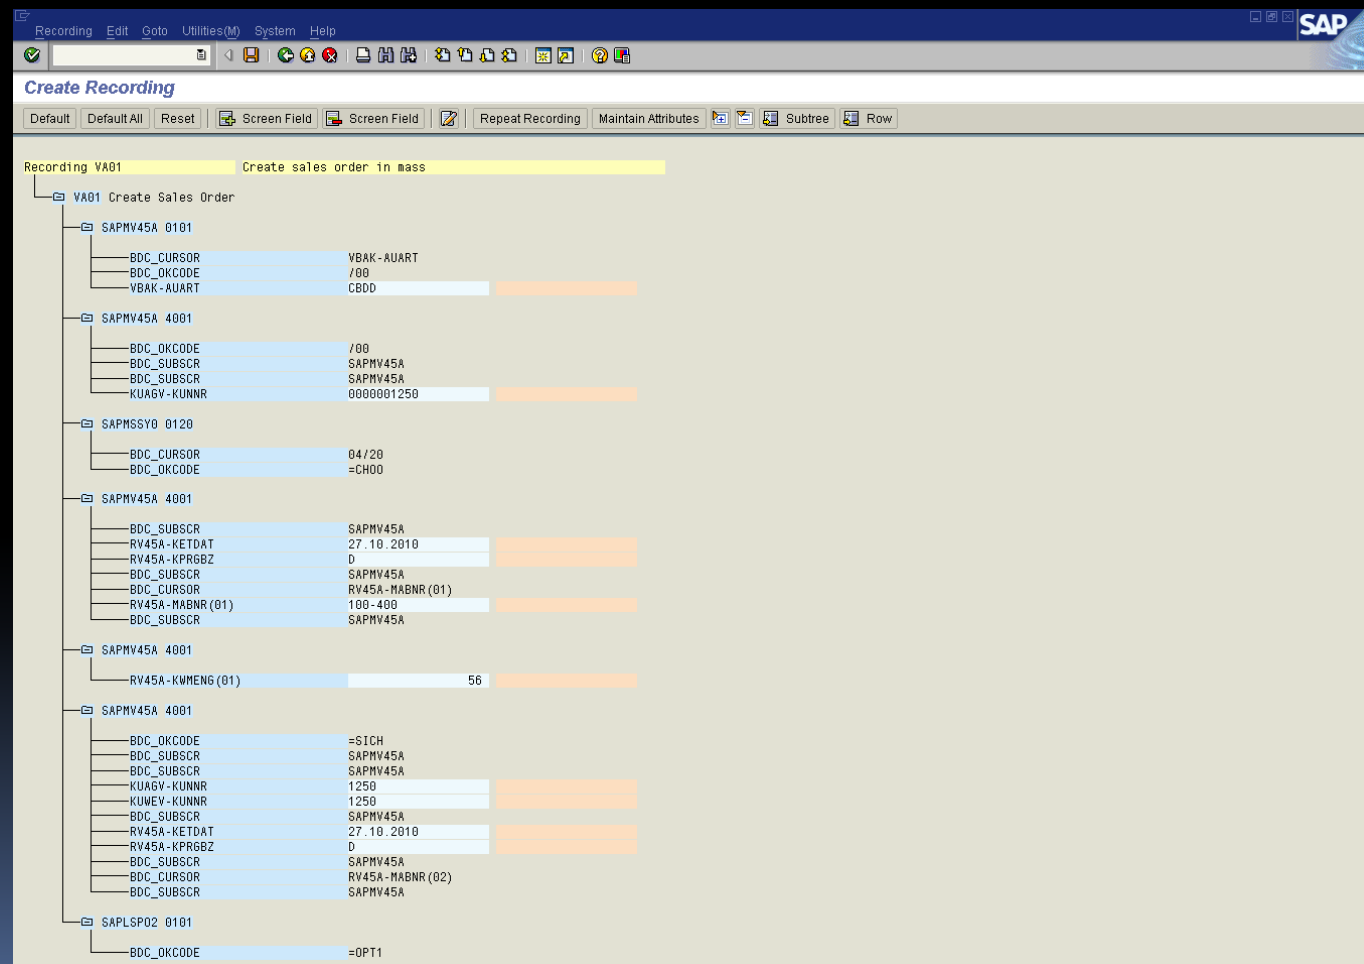 Recording Edit Goto Utilities(M) System Help
SAP
Create Recording
Default Default All Reset Screen Field Screen Field Repeat Recording Maintain Attributes Subtree Row
Recording VA01 Create sales order in mass
VA01 Create Sales Order
SAPMV45A 0101
BDC_CURSOR VBAK-AUART
BDC_OKCODE /00
VBAK-AUART CBDD
SAPMV45A 4001
BDC_OKCODE /00
BDC_SUBSCR SAPMV45A
BDC_SUBSCR SAPMV45A
KUAGV-KUNNR 0000001250
SAPMSSY0 0120
BDC_CURSOR 04/20
BDC_OKCODE =CHOO
SAPMV45A 4001
BDC_SUBSCR SAPMV45A
RV45A-KETDAT 27.10.2010
RV45A-KPRGBZ D
BDC_SUBSCR SAPMV45A
BDC_CURSOR RV45A-MABNR(01)
RV45A-MABNR(01) 100-400
BDC_SUBSCR SAPMV45A
SAPMV45A 4001
RV45A-KWMENG(01) 56
SAPMV45A 4001
BDC_OKCODE =SICH
BDC_SUBSCR SAPMV45A
BDC_SUBSCR SAPMV45A
KUAGV-KUNNR 1250
KUWEV-KUNNR 1250
BDC_SUBSCR SAPMV45A
RV45A-KETDAT 27.10.2010
RV45A-KPRGBZ D
BDC_SUBSCR SAPMV45A
BDC_CURSOR RV45A-MABNR(02)
BDC_SUBSCR SAPMV45A
SAPLSPO2 0101
BDC_OKCODE =OPT1